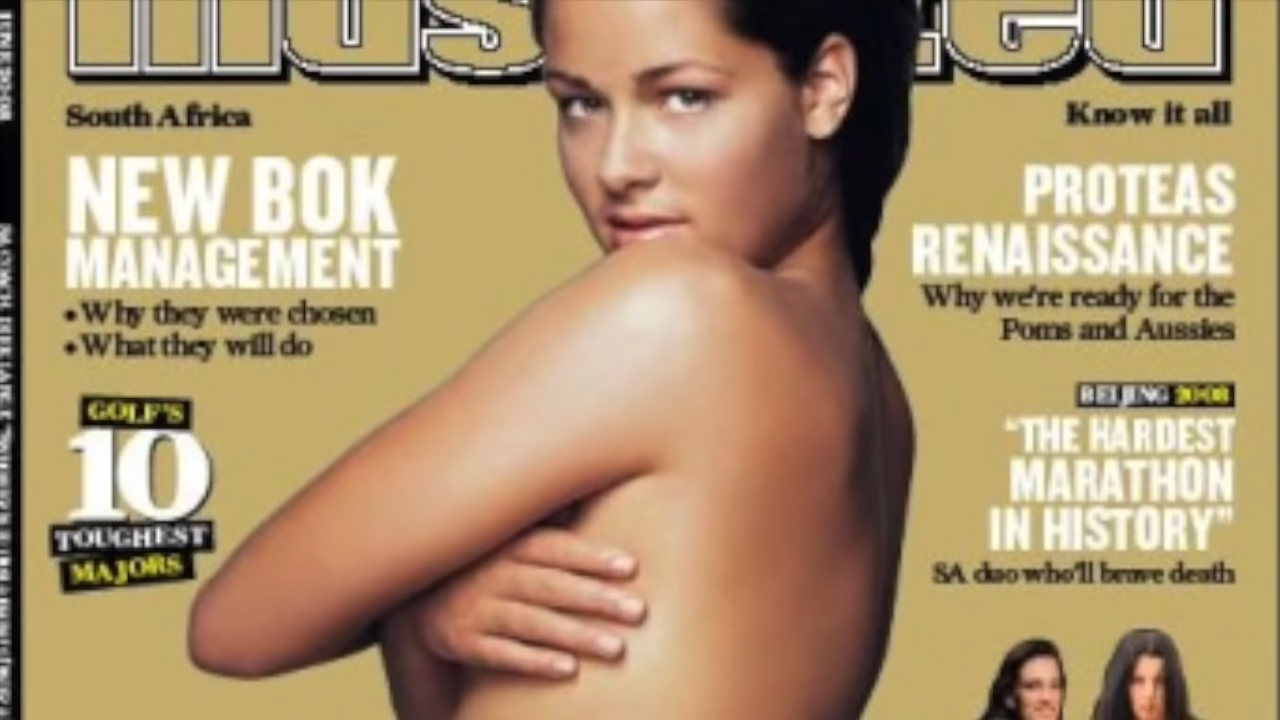 South Africa
Know it all
NEW BOK
MANAGEMENT
• Why they were chosen
• What they will do
GOLF'S
10
TOUGHEST
MAJORS
PROTEAS
RENAISSANCE
Why we're ready for the
Poms and Aussies
BEIJING 2008
"THE HARDEST
MARATHON
IN HISTORY"
SA duo who'll brave death